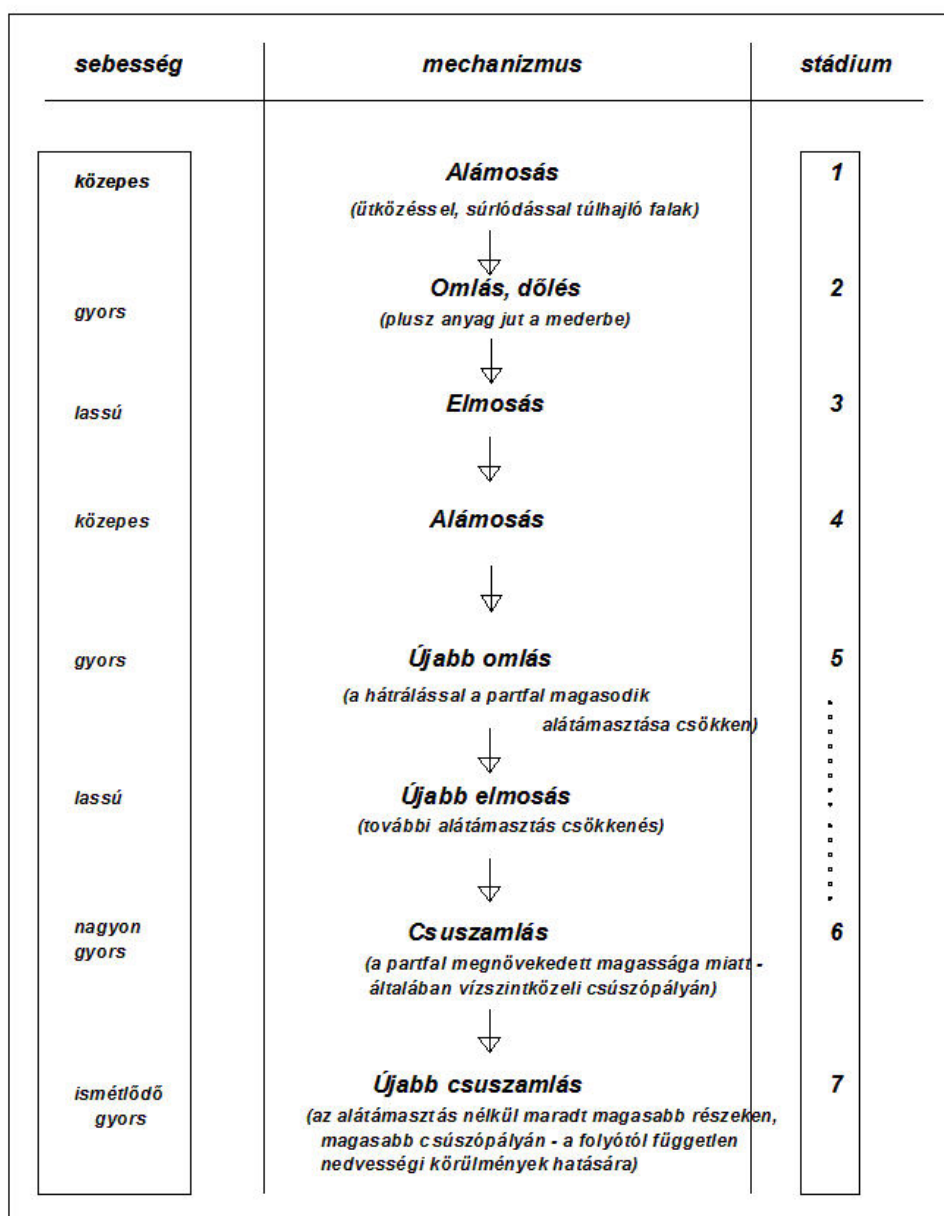 sebesség mechanizmus stádium
közepes Alámosás 1
(ütközéssel, súrlódással túlhajló falak)
Omlás, dőlés 2
gyors (plusz anyag jut a mederbe)
lassú Elmosás 3
közepes Alámosás 4
gyors Újabb omlás 5
(a hátrálással a partfal magasodik
alátámasztása csökken)
lassú Újabb elmosás
(további alátámasztás csökkenés)
nagyon Csuszamlás 6
gyors
(a partfal megnövekedett magassága miatt -
általában vízszintközeli csúszópályán)
ismétlődő Újabb csuszamlás 7
gyors (az alátámasztás nélkül maradt magasabb részeken,
magasabb csúszópályán - a folyótól független
nedvességi körülmények hatására)